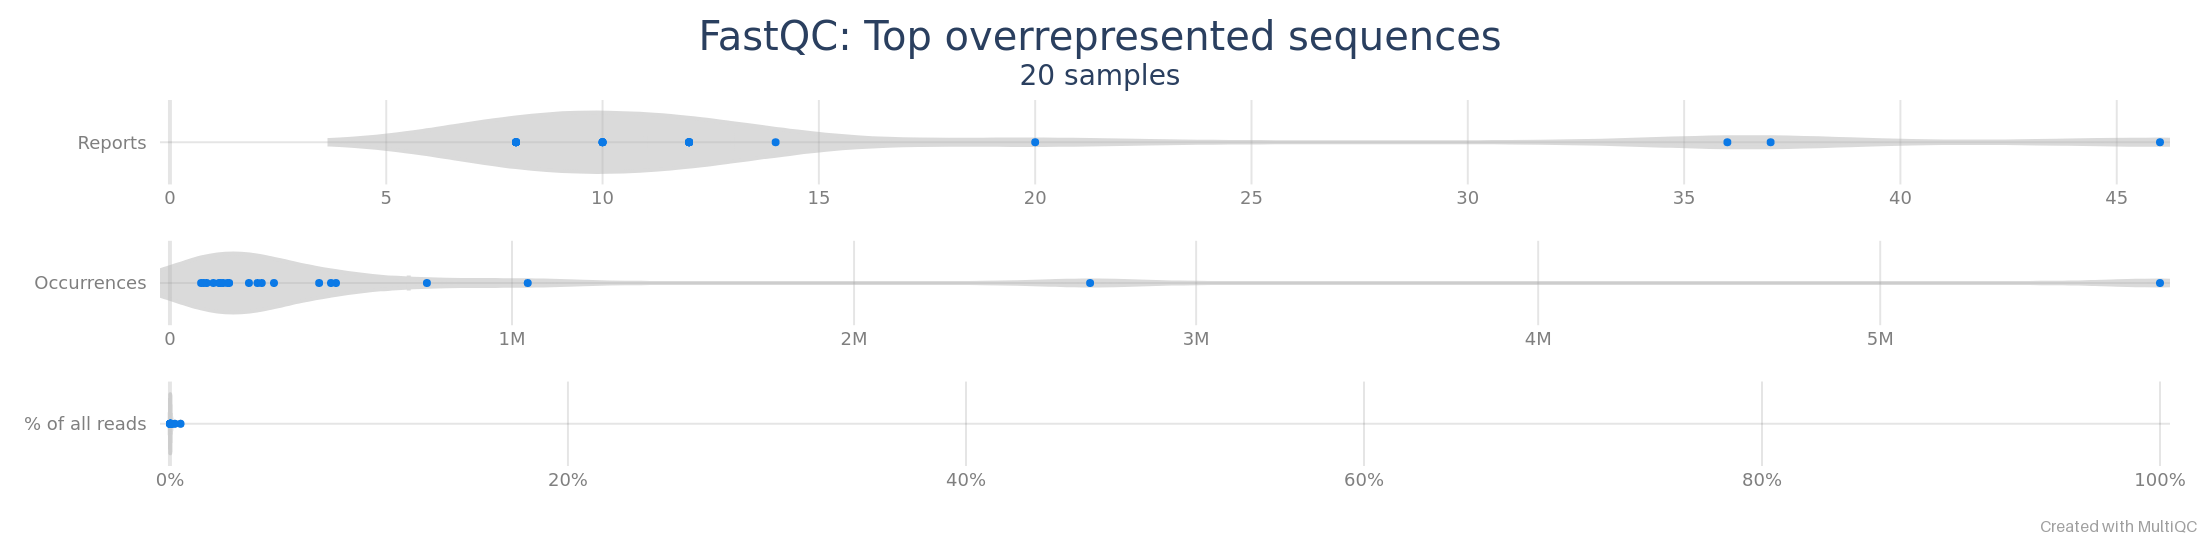 FastQC: Top overrepresented sequences
20 samples
Reports
0 5 10 15 20 25 30 35 40 45
Occurrences
0 1M 2M 3M 4M 5M
% of all reads
0% 20% 40% 60% 80% 100%
Created with MultiQC